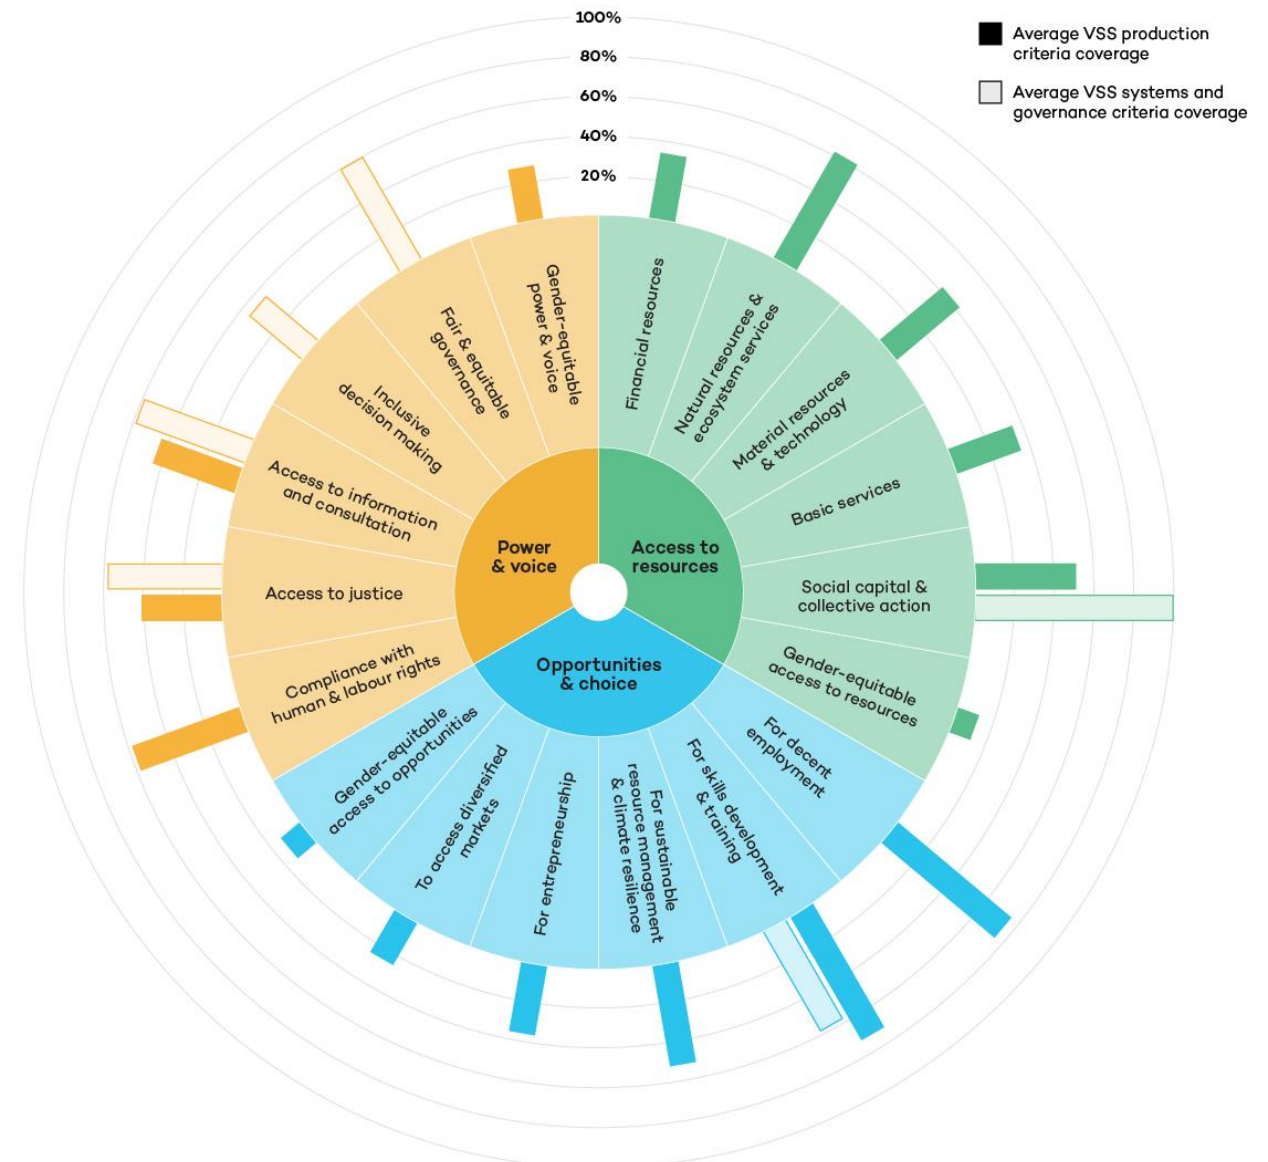 100%
80%
60%
40%
20%
Average VSS production
criteria coverage
Average VSS systems and
governance criteria coverage
Power
& voice
Access to
resources
Opportunities
& choice
Financial resources
Natural resources &
ecosystem services
Material resources
& technology
Basic services
Social capital &
collective action
Gender-equitable
access to resources
For decent
employment
For skills development
& training
For sustainable
resource management
& climate resilience
For entrepreneurship
To access diversified
markets
Gender-equitable
access to opportunities
Compliance with
human & labour rights
Access to justice
Access to information
and consultation
Inclusive
decision making
Fair & equitable
governance
Gender-equitable
power & voice